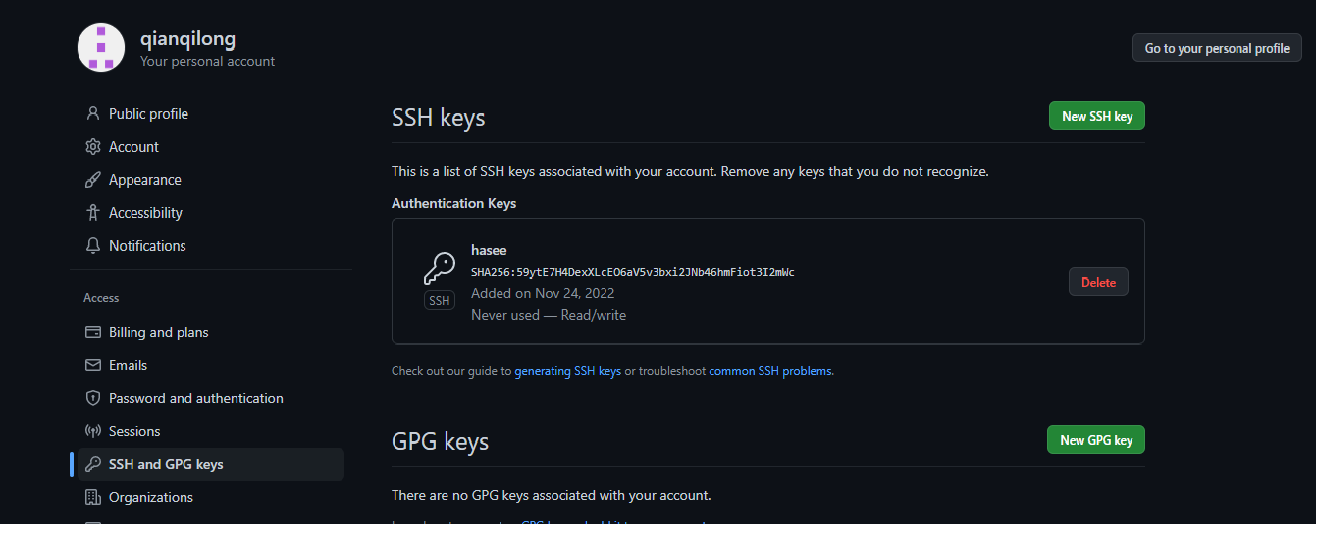 qianqilong
Your personal account
Go to your personal profile
Public profile
Account
Appearance
Accessibility
Notifications
Access
Billing and plans
Emails
Password and authentication
Sessions
SSH and GPG keys
Organizations
SSH keys
New SSH key
This is a list of SSH keys associated with your account. Remove any keys that you do not recognize.
Authentication Keys
hasee
SHA256:59ytE7H4DexXLcEO6aV5v3bxi2JNb46hmFiot3I2mWc
Added on Nov 24, 2022
Never used — Read/write
SSH
Delete
Check out our guide to generating SSH keys or troubleshoot common SSH problems.
GPG keys
New GPG key
There are no GPG keys associated with your account.